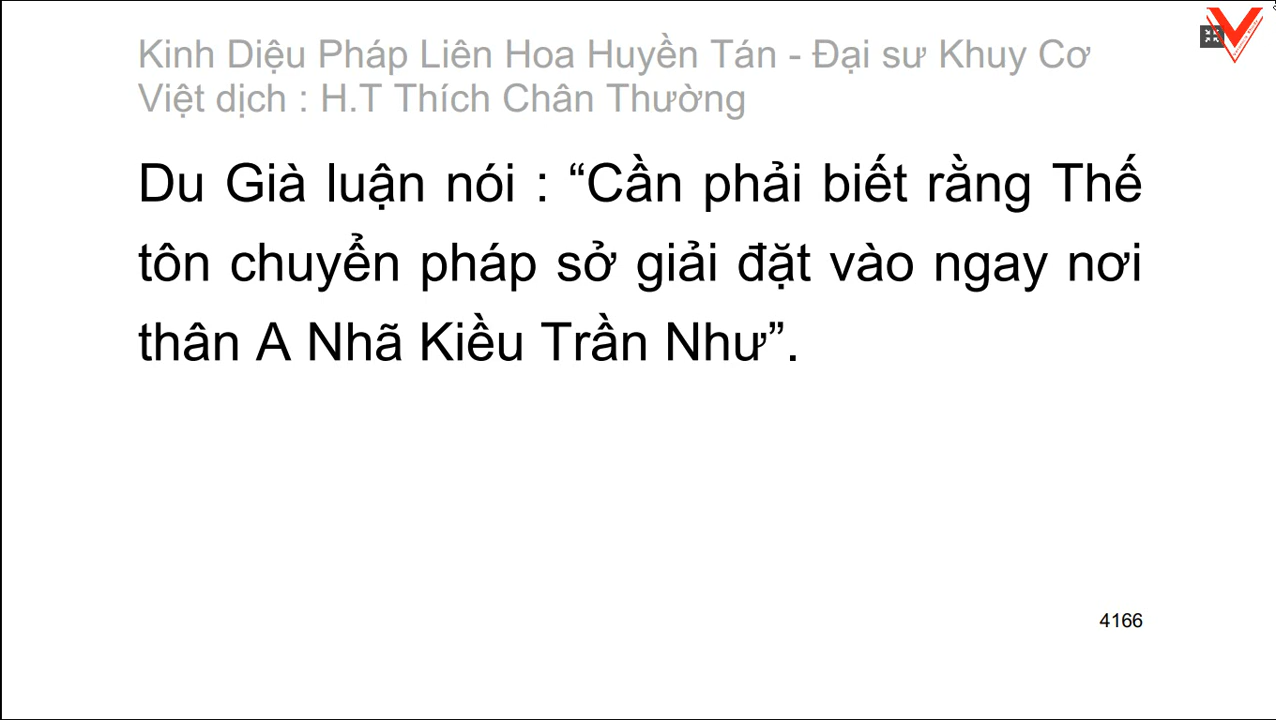 Kinh Diệu Pháp Liên Hoa Huyền Tán - Đại sư Khuy Cơ
Việt dịch : H.T Thích Chân Thường
Du Già luận nói : “Cần phải biết rằng Thế
tôn chuyển pháp sở giải đặt vào ngay nơi
thân A Nhã Kiều Trần Như”.
4166